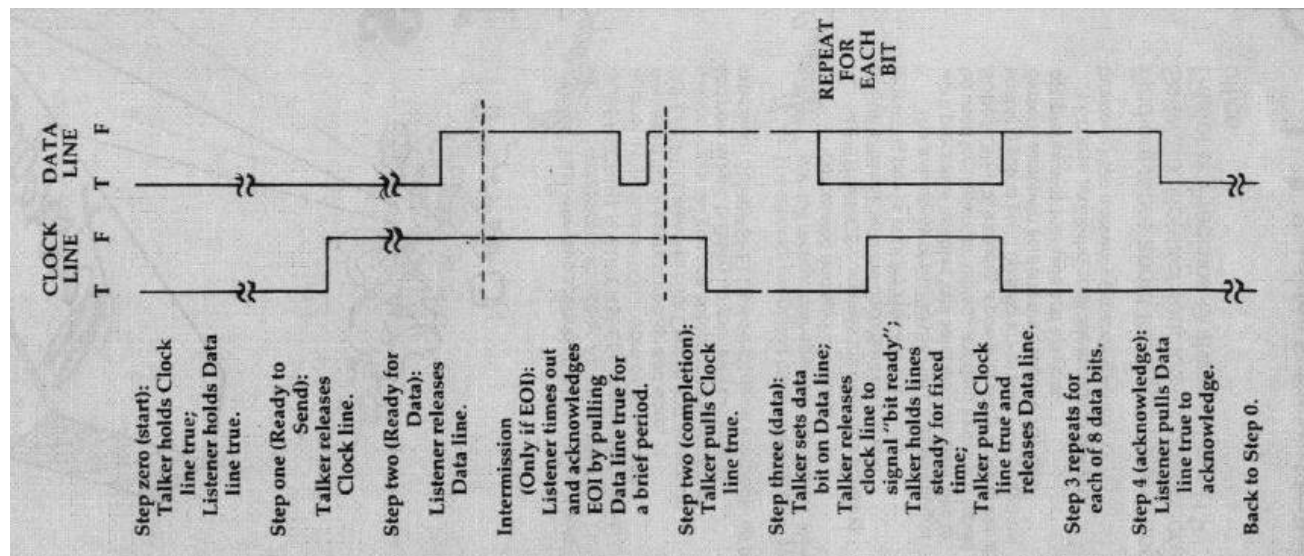 CLOCK
LINE
T
F
DATA
LINE
T
F
REPEAT
FOR
EACH
BIT
Step zero (start):
Talker holds Clock
line true;
Listener holds Data
line true.
Step one (Ready to
Send):
Talker releases
Clock line.
Step two (Ready for
Data):
Listener releases
Data line.
Intermission
(Only if EOI):
Listener times out
and acknowledges
EOI by pulling
Data line true for
a brief period.
Step two (completion):
Talker pulls Clock
line true.
Step three (data):
Talker sets data
bit on Data line;
Talker releases
clock line to
signal "bit ready";
Talker holds lines
steady for fixed
time;
Talker pulls Clock
line true and
releases Data line.
Step 3 repeats for
each of 8 data bits.
Step 4 (acknowledge):
Listener pulls Data
line true to
acknowledge.
Back to Step 0.